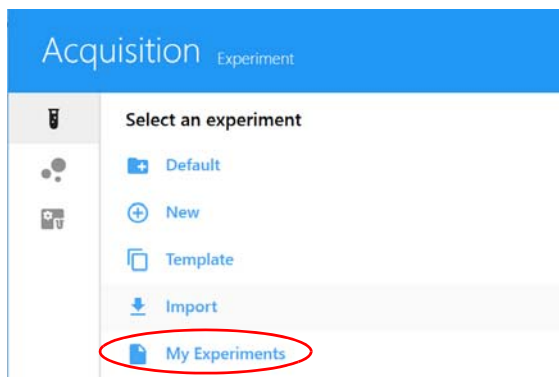 Acquisition Experiment
Select an experiment
Default
New
Template
Import
My Experiments